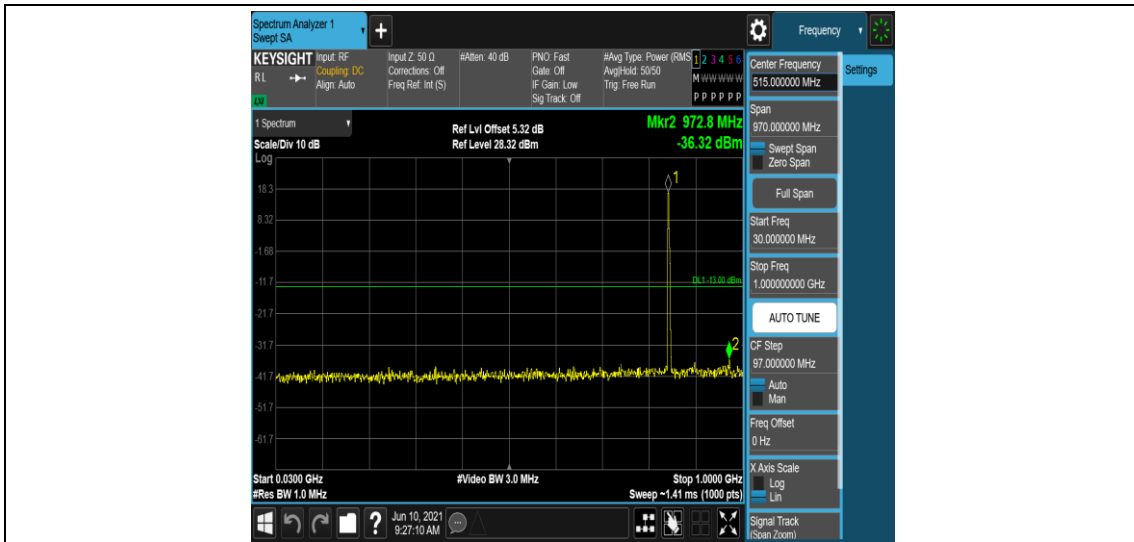 Spectrum Analyzer 1
Swept SA
+
Frequency
KEYSIGHT
RL
LXI
Input: RF
Coupling: DC
Align: Auto
Input Z: 50 Ω
Corrections: Off
Freq Ref: Int (S)
#Atten: 40 dB
PNO: Fast
Gate: Off
IF Gain: Low
Sig Track: Off
#Avg Type: Power (RMS
Avg|Hold: 50/50
Trig: Free Run
1 2 3 4 5 6
M W W W W W
P P P P P P
1 Spectrum
Scale/Div 10 dB
Ref Lvl Offset 5.32 dB
Ref Level 28.32 dBm
Mkr2 972.8 MHz
-36.32 dBm
Log
1
18.3
8.32
-1.68
-11.7
DL1 -13.00 dBm
-21.7
-31.7
2
-41.7
-51.7
-61.7
Start 0.0300 GHz
#Res BW 1.0 MHz
#Video BW 3.0 MHz
Stop 1.0000 GHz
Sweep ~1.41 ms (1000 pts)
Center Frequency
515.000000 MHz
Settings
Span
970.000000 MHz
Swept Span
Zero Span
Full Span
Start Freq
30.000000 MHz
Stop Freq
1.000000000 GHz
AUTO TUNE
CF Step
97.000000 MHz
Auto
Man
Freq Offset
0 Hz
X Axis Scale
Log
Lin
Signal Track
(Span Zoom)
?
Jun 10, 2021
9:27:10 AM